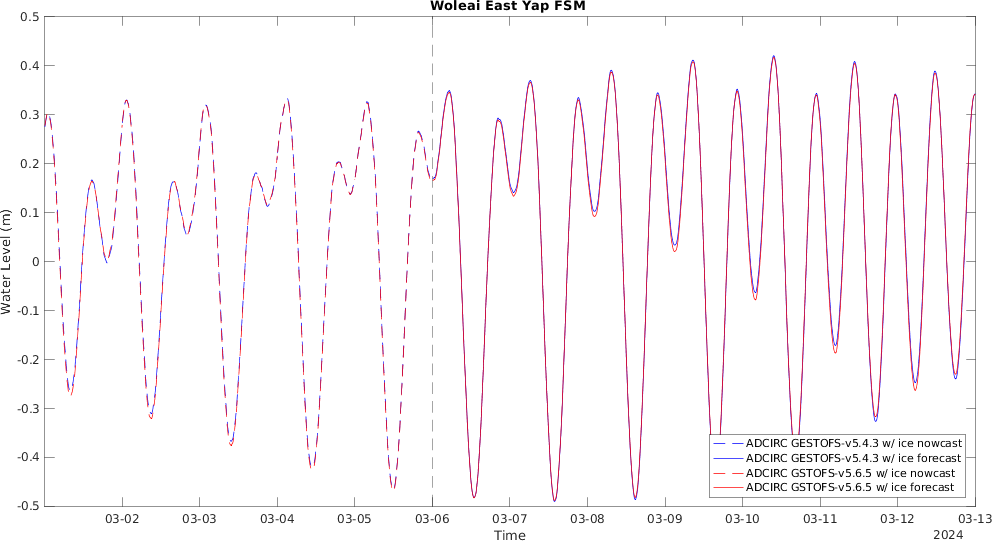 Woleai East Yap FSM
0.5
0.4
0.3
0.2
0.1
0
-0.1
-0.2
-0.3
-0.4
-0.5
Water Level (m)
ADCIRC GESTOFS-v5.4.3 w/ ice nowcast
ADCIRC GESTOFS-v5.4.3 w/ ice forecast
ADCIRC GSTOFS-v5.6.5 w/ ice nowcast
ADCIRC GSTOFS-v5.6.5 w/ ice forecast
03-02 03-03 03-04 03-05 03-06 03-07 03-08 03-09 03-10 03-11 03-12 03-13
Time
2024